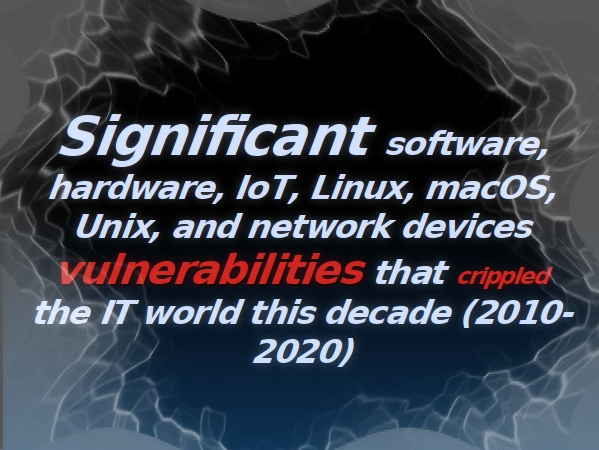 Significant software,
hardware, IoT, Linux, macOS,
Unix, and network devices
vulnerabilities that crippled
the IT world this decade (2010-
2020)